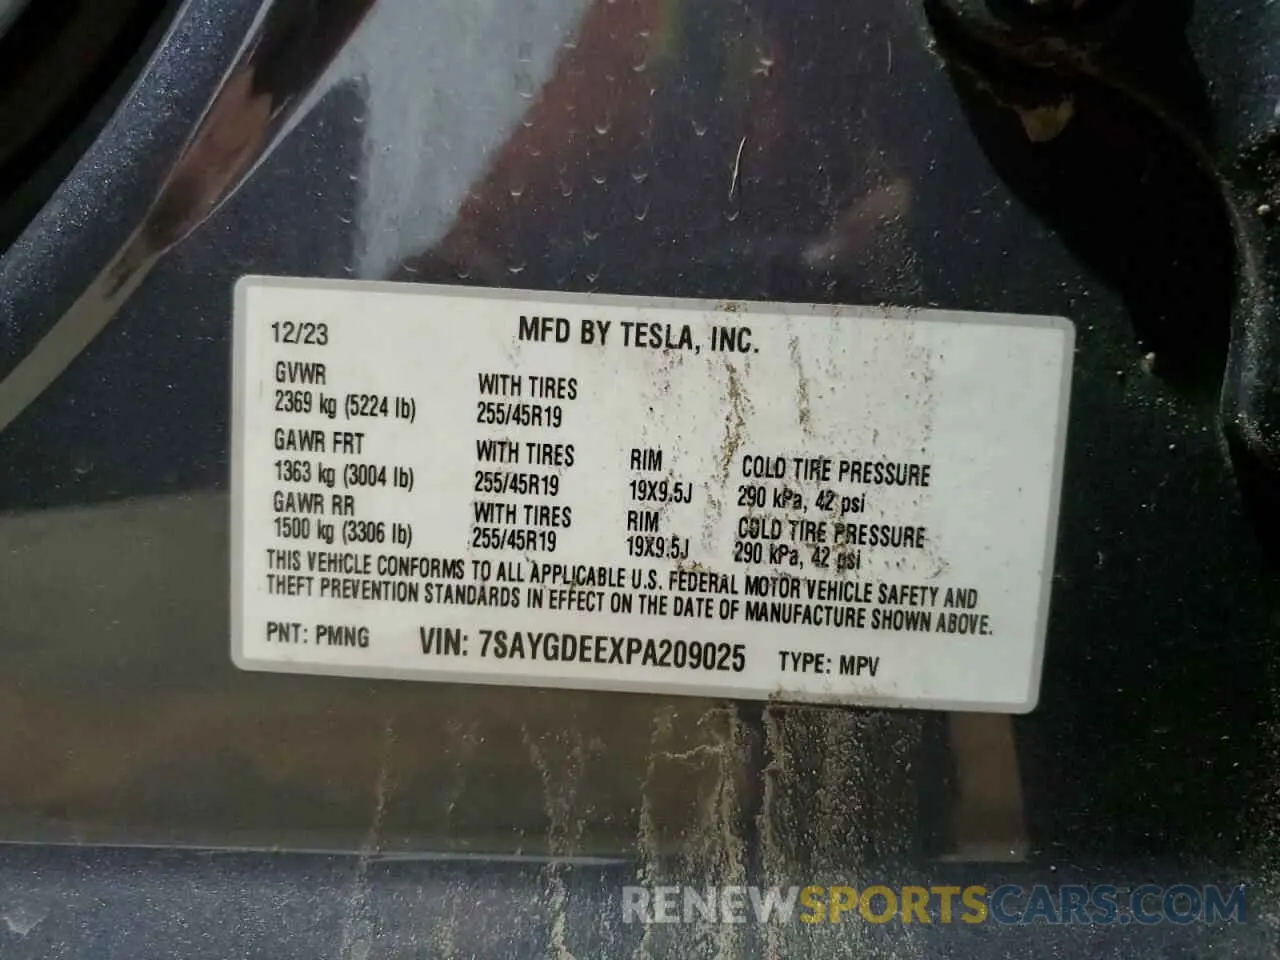 12/23 MFD BY TESLA, INC.
GVWR WITH TIRES
2369 kg (5224 lb) 255/45R19
GAWR FRT WITH TIRES RIM COLD TIRE PRESSURE
1363 kg (3004 lb) 255/45R19 19X9.5J 290 kPa, 42 psi
GAWR RR WITH TIRES RIM COLD TIRE PRESSURE
1500 kg (3306 lb) 255/45R19 19X9.5J 290 kPa, 42 psi
THIS VEHICLE CONFORMS TO ALL APPLICABLE U.S. FEDERAL MOTOR VEHICLE SAFETY AND
THEFT PREVENTION STANDARDS IN EFFECT ON THE DATE OF MANUFACTURE SHOWN ABOVE.
PNT: PMNG VIN: 7SAYGDEEXPA209025 TYPE: MPV
RENEWSPORTSCARS.COM